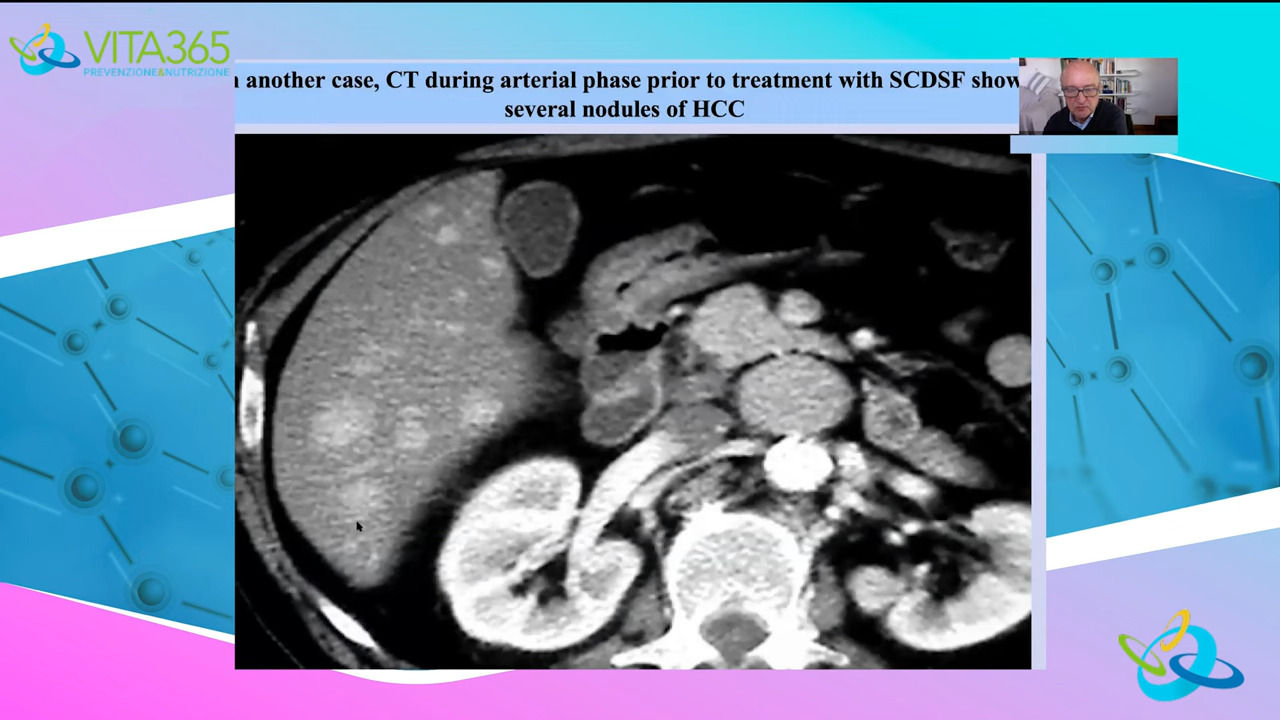 VITA365
PREVENZIONE&NUTRIZIONE
another case, CT during arterial phase prior to treatment with SCDSF show
several nodules of HCC